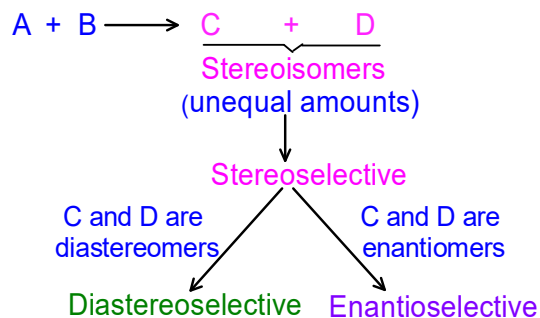 A + B C + D
Stereoisomers
(unequal amounts)
Stereoselective
C and D are
diastereomers
C and D are
enantiomers
Diastereoselective
Enantioselective